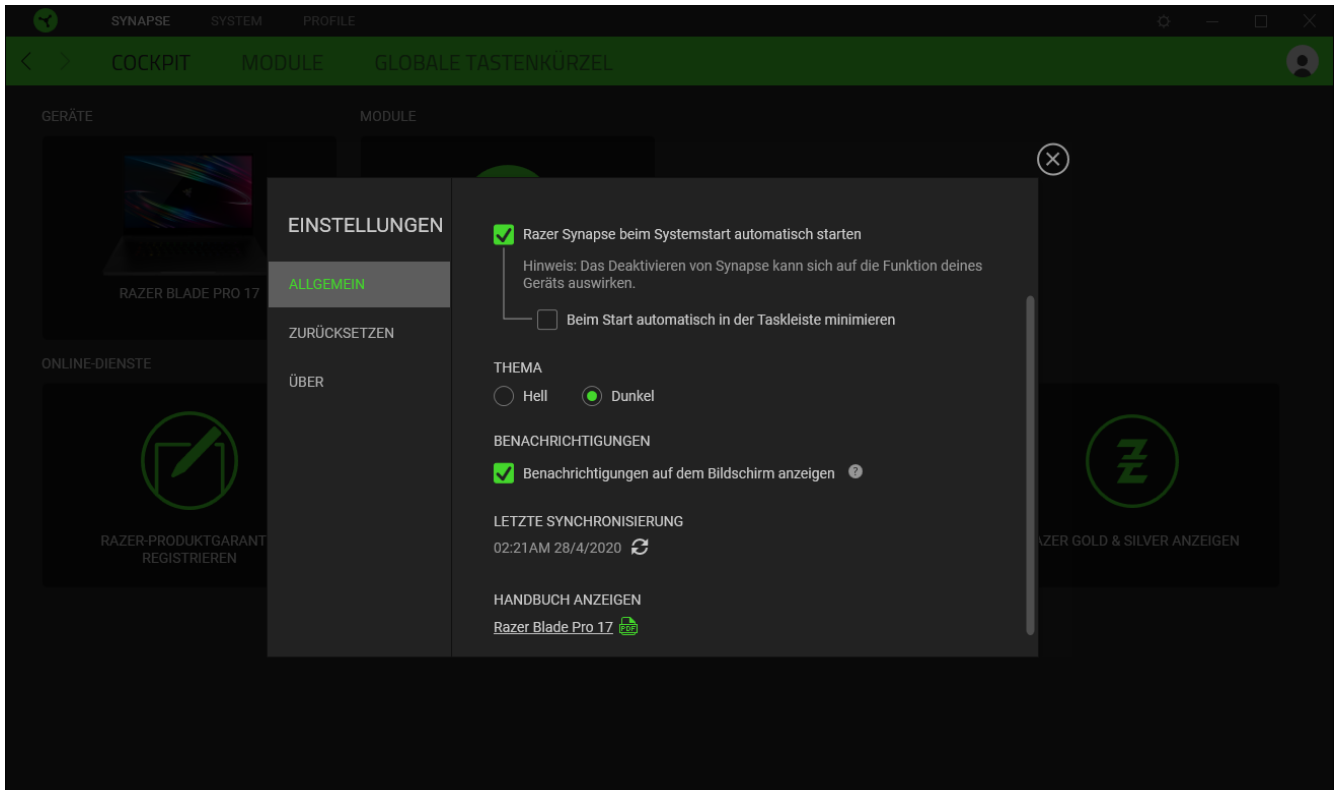 SYNAPSE SYSTEM PROFILE
COCKPIT MODULE GLOBALE TASTENKÜRZEL
GERÄTE
MODULE
RAZER BLADE PRO 17
ONLINE-DIENSTE
RAZER-PRODUKTGARANT
REGISTRIEREN
AZER GOLD & SILVER ANZEIGEN
EINSTELLUNGEN
ALLGEMEIN
ZURÜCKSETZEN
ÜBER
Razer Synapse beim Systemstart automatisch starten
Hinweis: Das Deaktivieren von Synapse kann sich auf die Funktion deines
Geräts auswirken.
Beim Start automatisch in der Taskleiste minimieren
THEMA
Hell Dunkel
BENACHRICHTIGUNGEN
Benachrichtigungen auf dem Bildschirm anzeigen ?
LETZTE SYNCHRONISIERUNG
02:21AM 28/4/2020
HANDBUCH ANZEIGEN
Razer Blade Pro 17 PDF